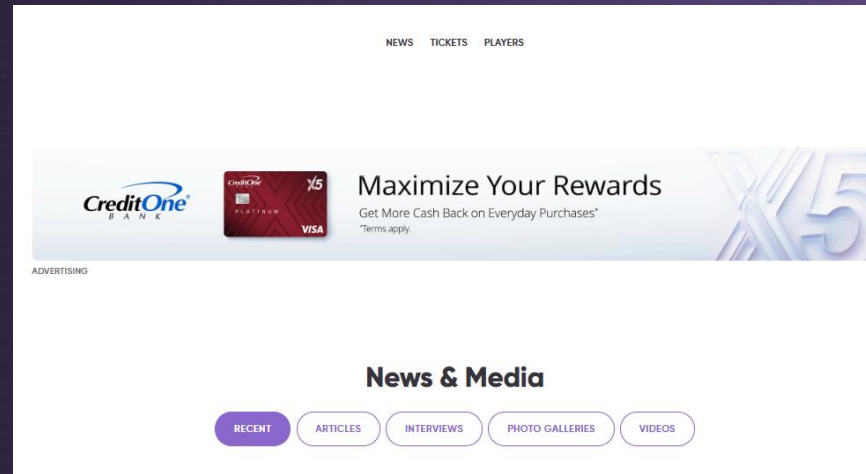 NEWS TICKETS PLAYERS
CreditOne
BANK
CreditOne
BANK
X5
PLATINUM
VISA
Maximize Your Rewards
Get More Cash Back on Everyday Purchases*
*Terms apply.
X5
ADVERTISING
News & Media
RECENT ARTICLES INTERVIEWS PHOTO GALLERIES VIDEOS